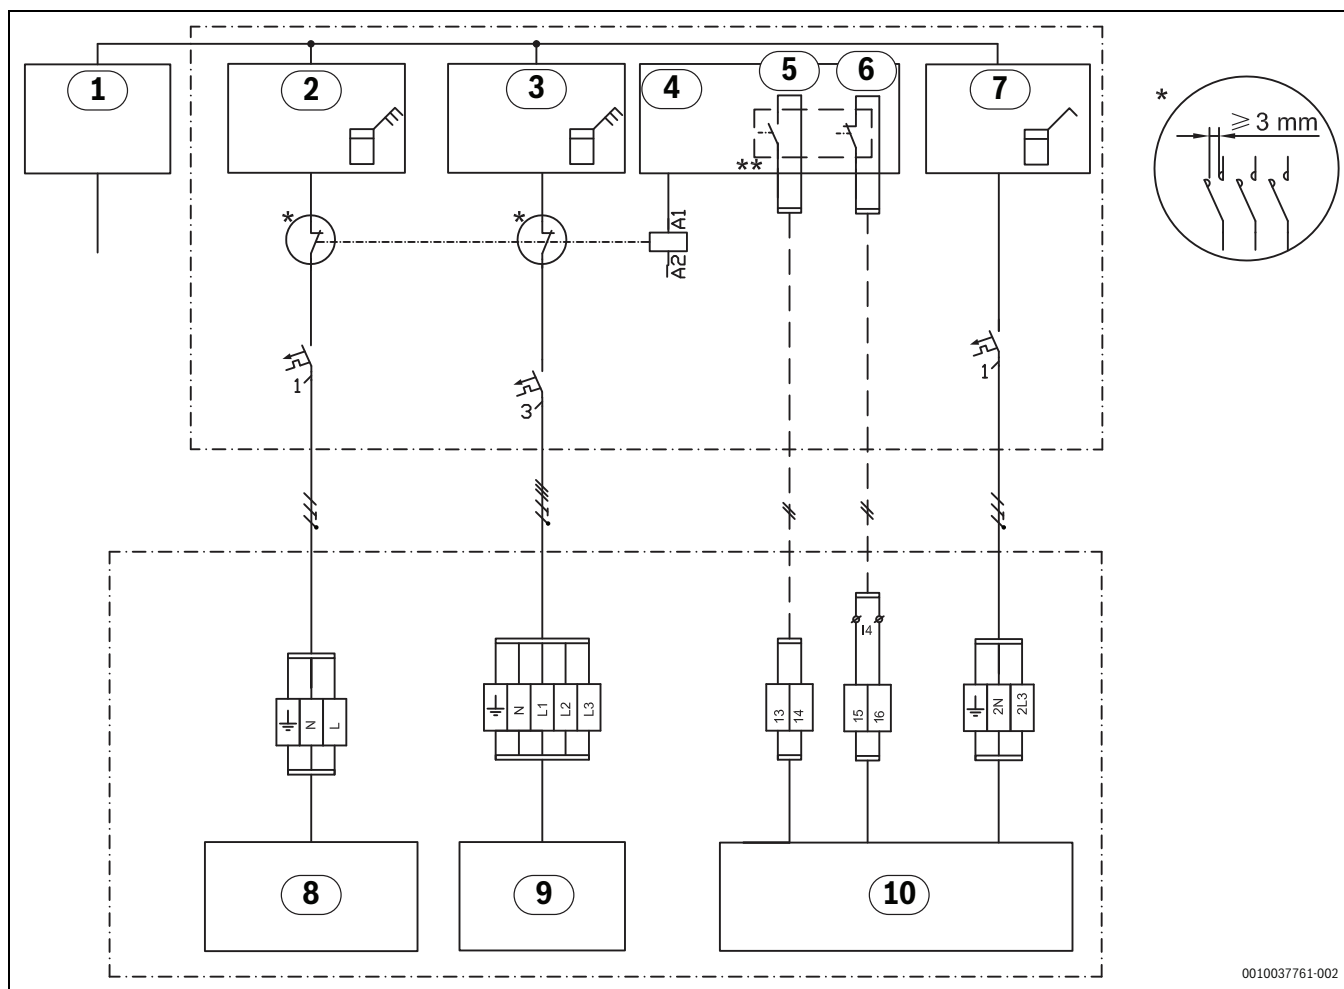 1 2 3 4 5 6 7
*
≥ 3 mm
**
* * A1
A2
1 3 1
I4
N L
N L1 L2 L3
13 14
15 16
2N 2L3
8 9 10
0010037761-002